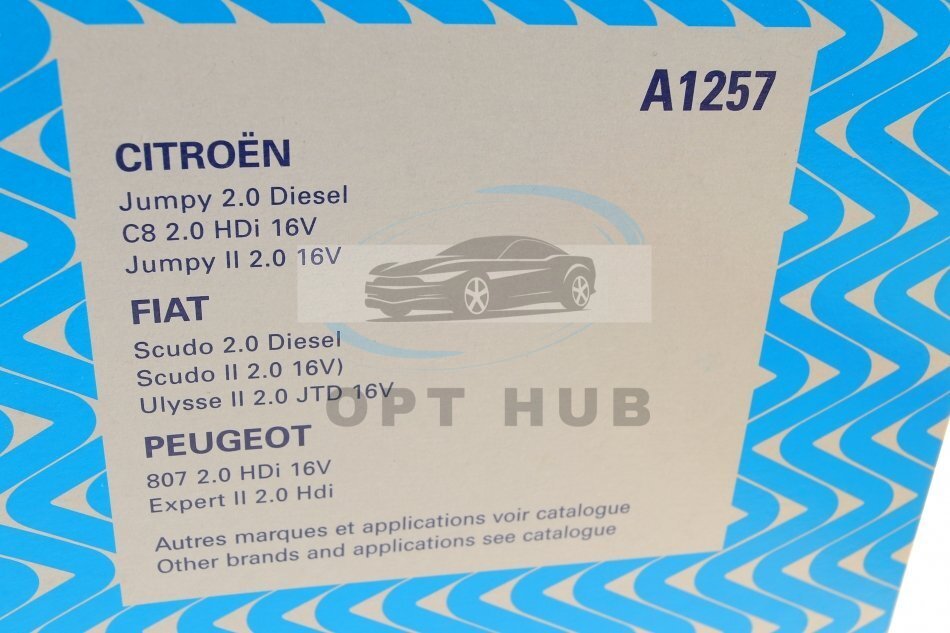 A1257
CITROËN
Jumpy 2.0 Diesel
C8 2.0 HDi 16V
Jumpy II 2.0 16V
FIAT
Scudo 2.0 Diesel
Scudo II 2.0 16V)
Ulysse II 2.0 JTD 16V
OPT HUB
PEUGEOT
807 2.0 HDi 16V
Expert II 2.0 Hdi
Autres marques et applications voir catalogue
Other brands and applications see catalogue